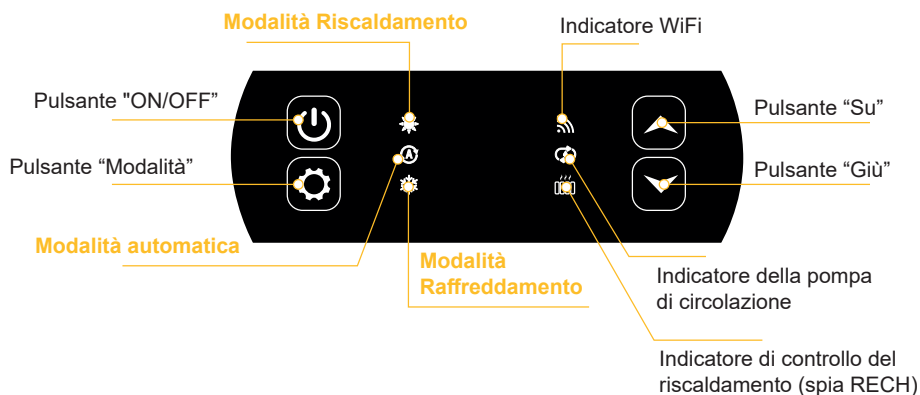 Modalità Riscaldamento
Indicatore WiFi
Pulsante "ON/OFF”
Pulsante “Su”
Pulsante “Modalità”
Pulsante “Giù”
A
Modalità automatica
Modalità
Raffreddamento
Indicatore della pompa
di circolazione
Indicatore di controllo del
riscaldamento (spia RECH)